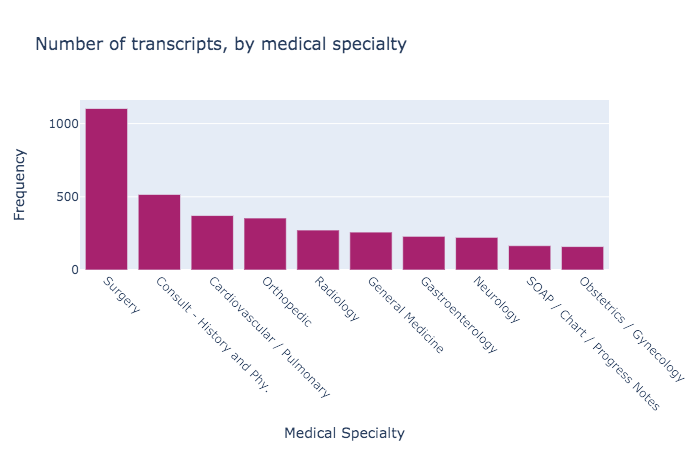 Number of transcripts, by medical specialty
Frequency
1000
500
0
Surgery
Consult - History and Phy.
Cardiovascular / Pulmonary
Orthopedic
Radiology
General Medicine
Gastroenterology
Neurology
SOAP / Chart / Progress Notes
Obstetrics / Gynecology
Medical Specialty